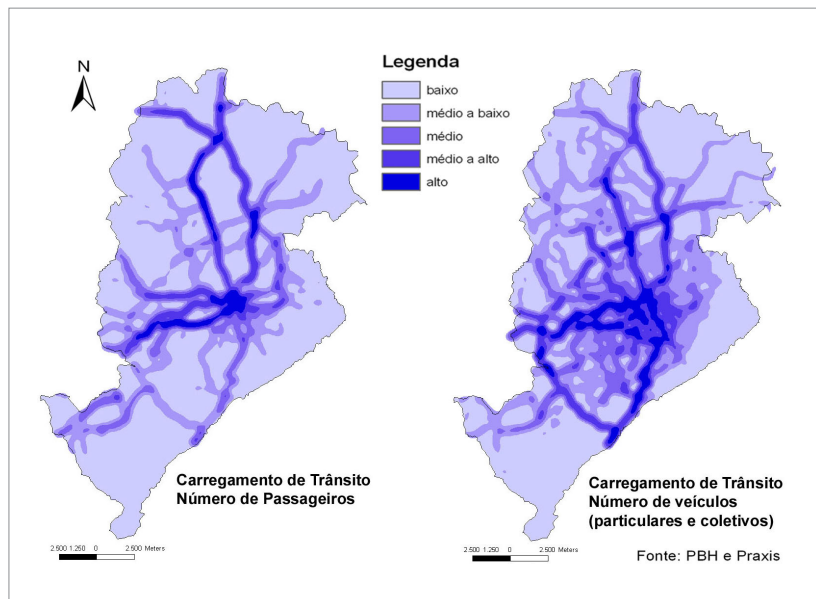 N
Legenda
baixo
médio a baixo
médio
médio a alto
alto
Carregamento de Trânsito
Número de Passageiros
2.500 1.250 0 2.500 Meters
Carregamento de Trânsito
Número de veículos
(particulares e coletivos)
2.500 1.250 0 2.500 Meters
Fonte: PBH e Praxis